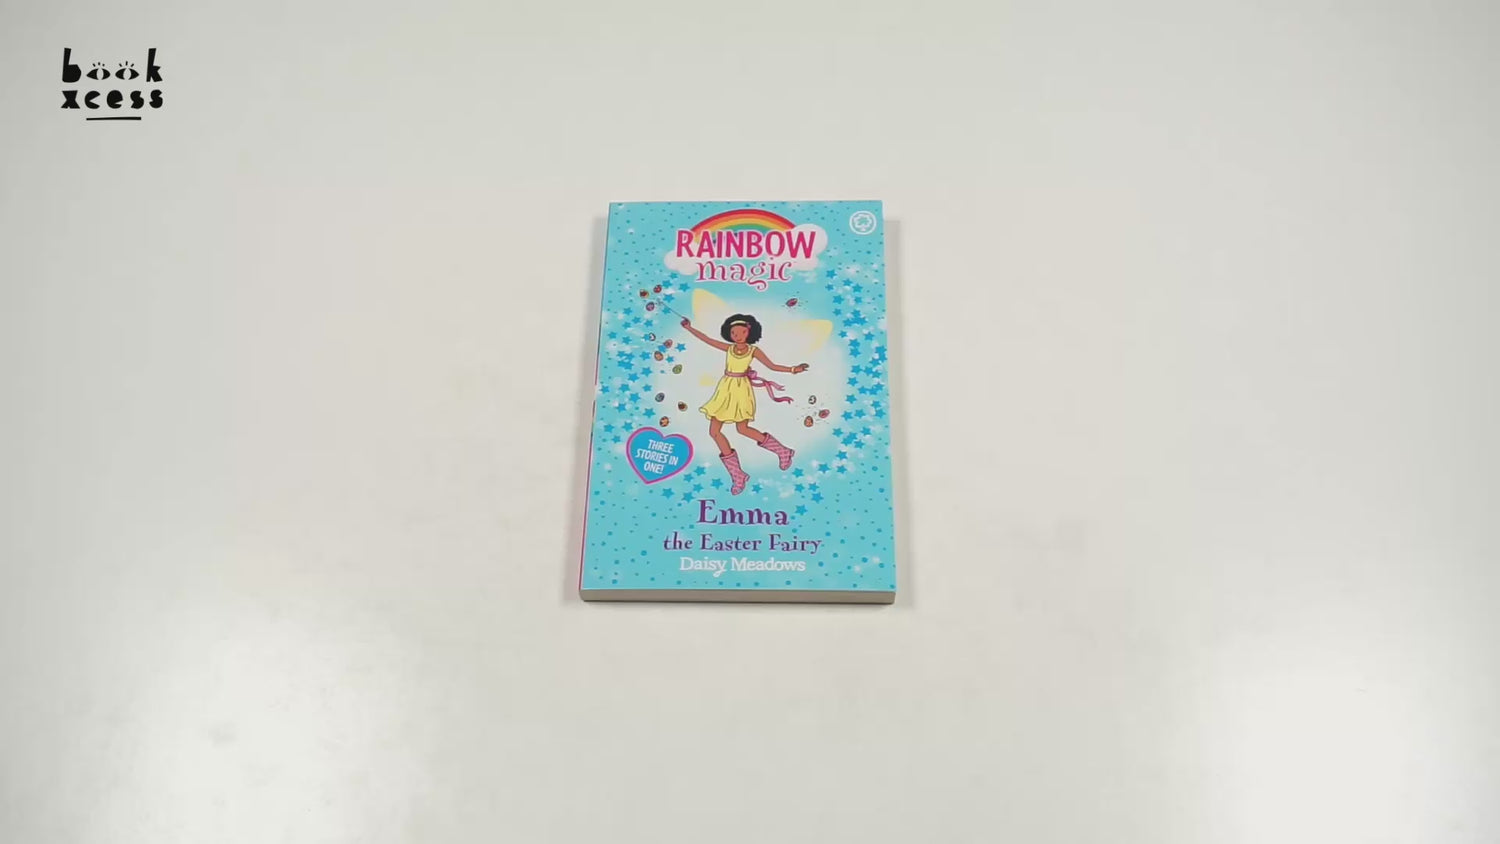 book
xcess
RAINBOW
magic
THREE
STORIES IN
ONE!
Emma
the Easter Fairy
Daisy Meadows